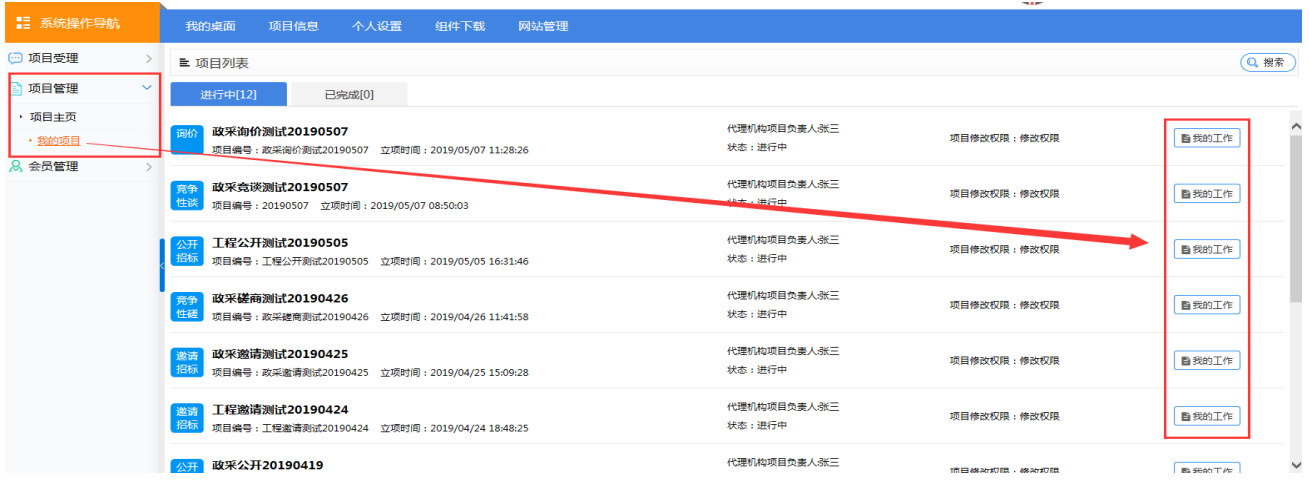 系统操作导航
我的桌面 项目信息 个人设置 组件下载 网站管理
项目受理
项目管理
项目主页
我的项目
会员管理
项目列表
搜索
进行中[12] 已完成[0]
询价 政采询价测试20190507
项目编号：政采询价测试20190507 立项时间：2019/05/07 11:28:26
代理机构项目负责人:张三
状态：进行中
项目修改权限：修改权限
我的工作
竞争性谈 政采竞谈测试20190507
项目编号：20190507 立项时间：2019/05/07 08:50:03
代理机构项目负责人:张三
状态：进行中
项目修改权限：修改权限
我的工作
公开招标 工程公开测试20190505
项目编号：工程公开测试20190505 立项时间：2019/05/05 16:31:46
代理机构项目负责人:张三
状态：进行中
项目修改权限：修改权限
我的工作
竞争性磋 政采磋商测试20190426
项目编号：政采磋商测试20190426 立项时间：2019/04/26 11:41:58
代理机构项目负责人:张三
状态：进行中
项目修改权限：修改权限
我的工作
邀请招标 政采邀请测试20190425
项目编号：政采邀请测试20190425 立项时间：2019/04/25 15:09:28
代理机构项目负责人:张三
状态：进行中
项目修改权限：修改权限
我的工作
邀请招标 工程邀请测试20190424
项目编号：工程邀请测试20190424 立项时间：2019/04/24 18:48:25
代理机构项目负责人:张三
状态：进行中
项目修改权限：修改权限
我的工作
公开 政采公开20190419
代理机构项目负责人:张三
项目修改权限：修改权限
我的工作